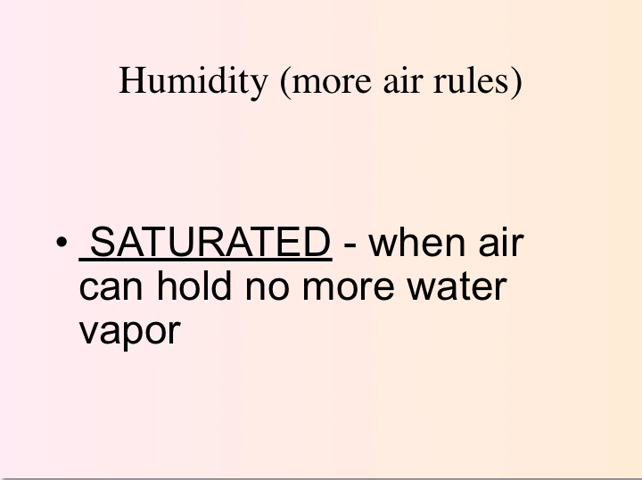 Humidity (more air rules)
• SATURATED - when air
can hold no more water
vapor